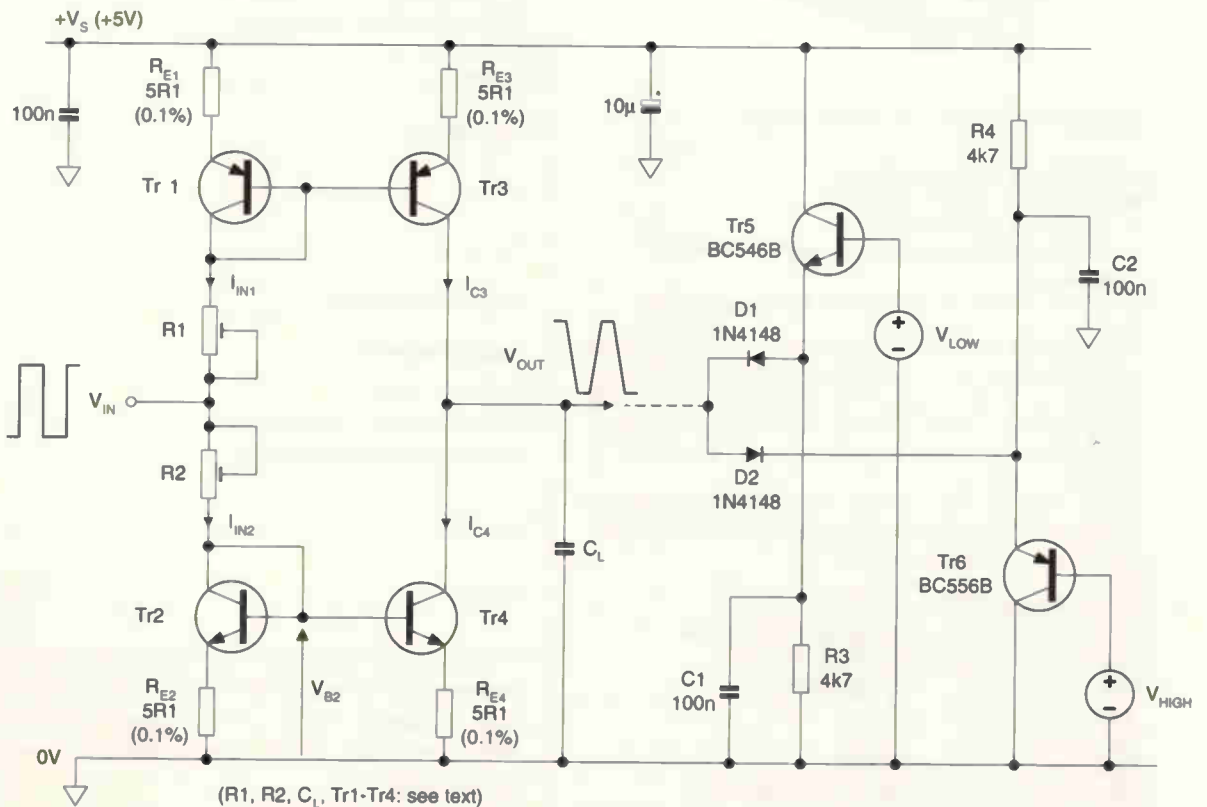 +V_S (+5V)
R_E1
5R1
(0.1%)
R_E3
5R1
(0.1%)
100n
10µ
R4
4k7
Tr 1
Tr3
Tr5
BC546B
C2
100n
I_IN1
I_C3
R1
D1
1N4148
V_LOW
V_OUT
V_IN
R2
D2
1N4148
I_IN2
I_C4
C_L
Tr6
BC556B
Tr2
Tr4
R3
4k7
C1
100n
V_B2
R_E2
5R1
(0.1%)
R_E4
5R1
(0.1%)
V_HIGH
0V
(R1, R2, C_L, Tr1-Tr4: see text)